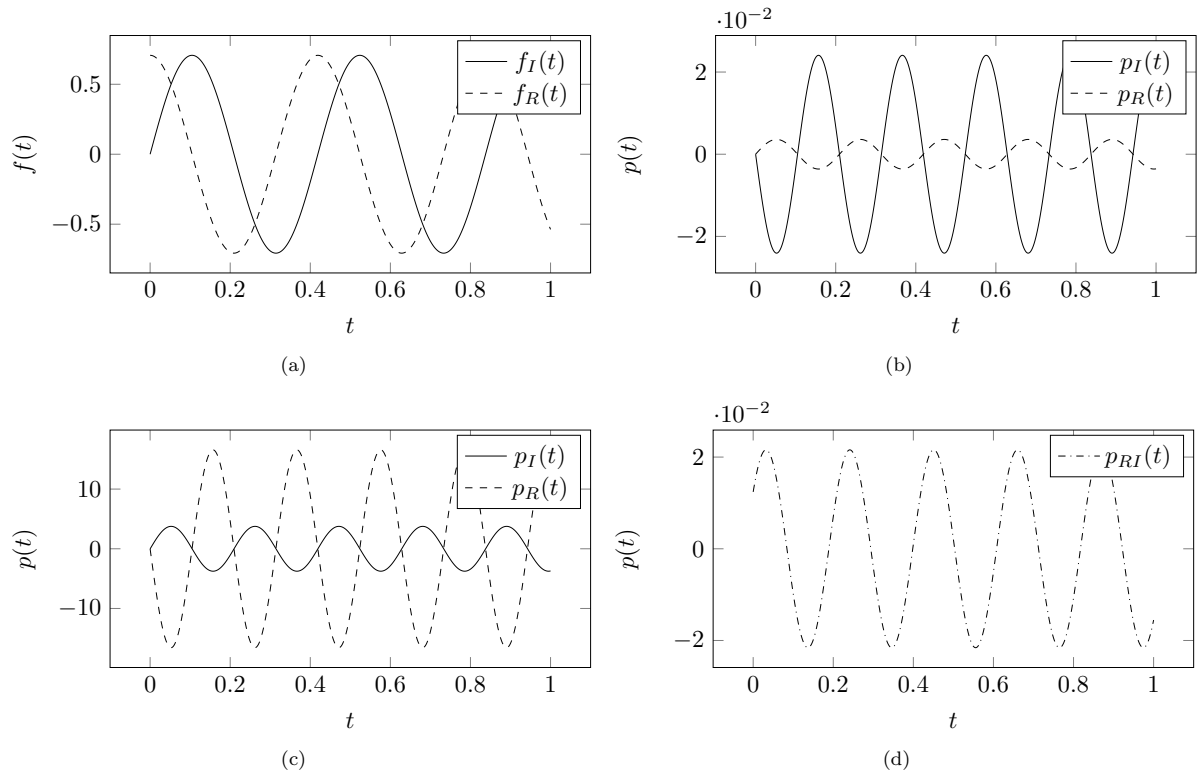 f_I(t)
f_R(t)
0.5
0
−0.5
f(t)
0 0.2 0.4 0.6 0.8 1
t
(a)
·10−2
p_I(t)
p_R(t)
2
0
−2
p(t)
0 0.2 0.4 0.6 0.8 1
t
(b)
p_I(t)
p_R(t)
10
0
−10
p(t)
0 0.2 0.4 0.6 0.8 1
t
(c)
·10−2
p_RI(t)
2
0
−2
p(t)
0 0.2 0.4 0.6 0.8 1
t
(d)